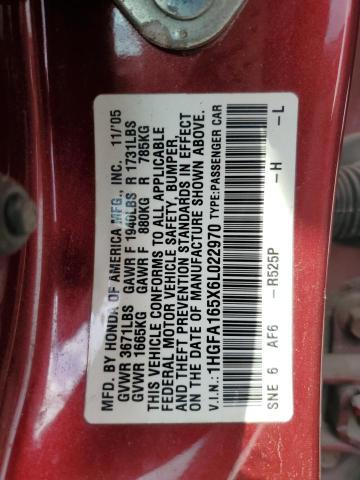 MFD. BY HONDA OF AMERICA MFG., INC. 11/'05
GVWR 3671LBS GAWR F 1940LBS R 1731LBS
GVWR 1665KG GAWR F 880KG R 785KG
THIS VEHICLE CONFORMS TO ALL APPLICABLE
FEDERAL MOTOR VEHICLE SAFETY, BUMPER,
AND THEFT PREVENTION STANDARDS IN EFFECT
ON THE DATE OF MANUFACTURE SHOWN ABOVE.
V.I.N.: 1HGFA165X6L022970 TYPE:PASSENGER CAR
SNE 6 AF6 -R525P -H -L